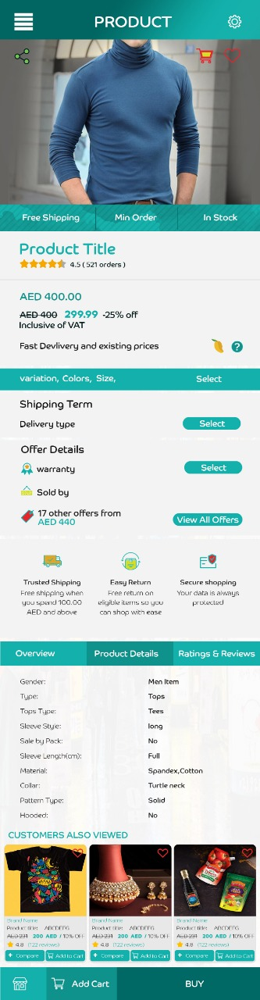 PRODUCT
Free Shipping Min Order In Stock
Product Title
4.5 ( 521 orders )
AED 400.00
AED 400 299.99 -25% off
Inclusive of VAT
Fast Devlivery and existing prices ?
variation, Colors, Size, Select
Shipping Term
Delivery type Select
Offer Details
warranty Select
Sold by
17 other offers from
AED 440
View All Offers
Trusted Shipping
Free shipping when
you spend 100.00
AED and above
Easy Return
Free return on
eligible items so you
can shop with ease
Secure shopping
Your data is always
protected
Overview Product Details Ratings & Reviews
Gender: Men Item
Type: Tops
Tops Type: Tees
Sleeve Style: long
Sale by Pack: No
Sleeve Length(cm): Full
Material: Spandex,Cotton
Collar: Turtle neck
Pattern Type: Solid
Hooded: No
CUSTOMERS ALSO VIEWED
Brand Name
Product title: ABCDEFG
AED 231 200 AED / 10% OFF
4.8 (122 reviews)
+ Compare Add to Cart
Brand Name
Product title: ABCDEFG
AED 231 200 AED / 10% OFF
4.8 (122 reviews)
+ Compare Add to Cart
Brand Name
Product title: ABCDEFG
AED 231 200 AED / 10% OFF
4.8 (122 reviews)
+ Compare Add to Cart
Add Cart BUY